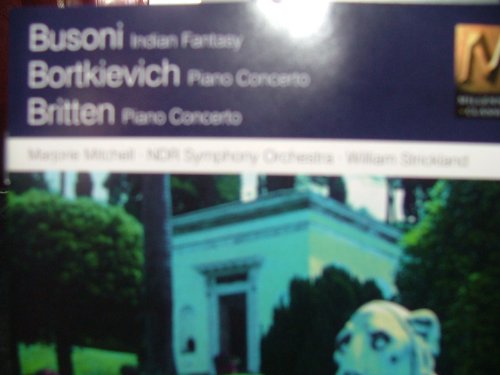 Busoni Indian Fantasy
Bortkievich Piano Concerto
Britten Piano Concerto
Marjorie Mitchell · NDR Symphony Orchestra · William Strickland